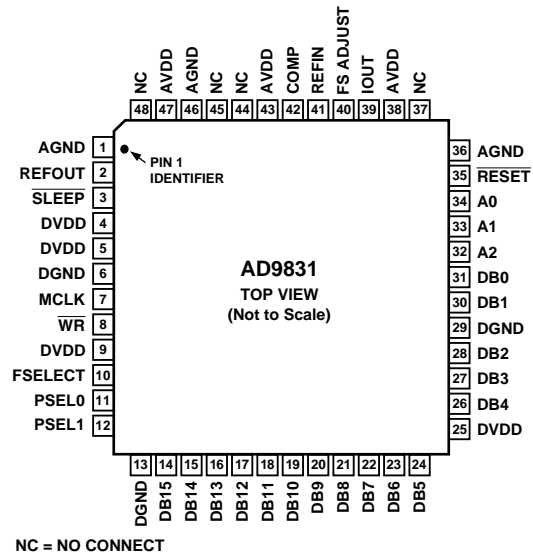 NC AVDD AGND NC NC AVDD COMP REFIN FS ADJUST IOUT AVDD NC
48 47 46 45 44 43 42 41 40 39 38 37
AGND 1
REFOUT 2
SLEEP 3
DVDD 4
DVDD 5
DGND 6
MCLK 7
WR 8
DVDD 9
FSELECT 10
PSEL0 11
PSEL1 12
PIN 1
IDENTIFIER
AD9831
TOP VIEW
(Not to Scale)
36 AGND
35 RESET
34 A0
33 A1
32 A2
31 DB0
30 DB1
29 DGND
28 DB2
27 DB3
26 DB4
25 DVDD
13 14 15 16 17 18 19 20 21 22 23 24
DGND DB15 DB14 DB13 DB12 DB11 DB10 DB9 DB8 DB7 DB6 DB5
NC = NO CONNECT